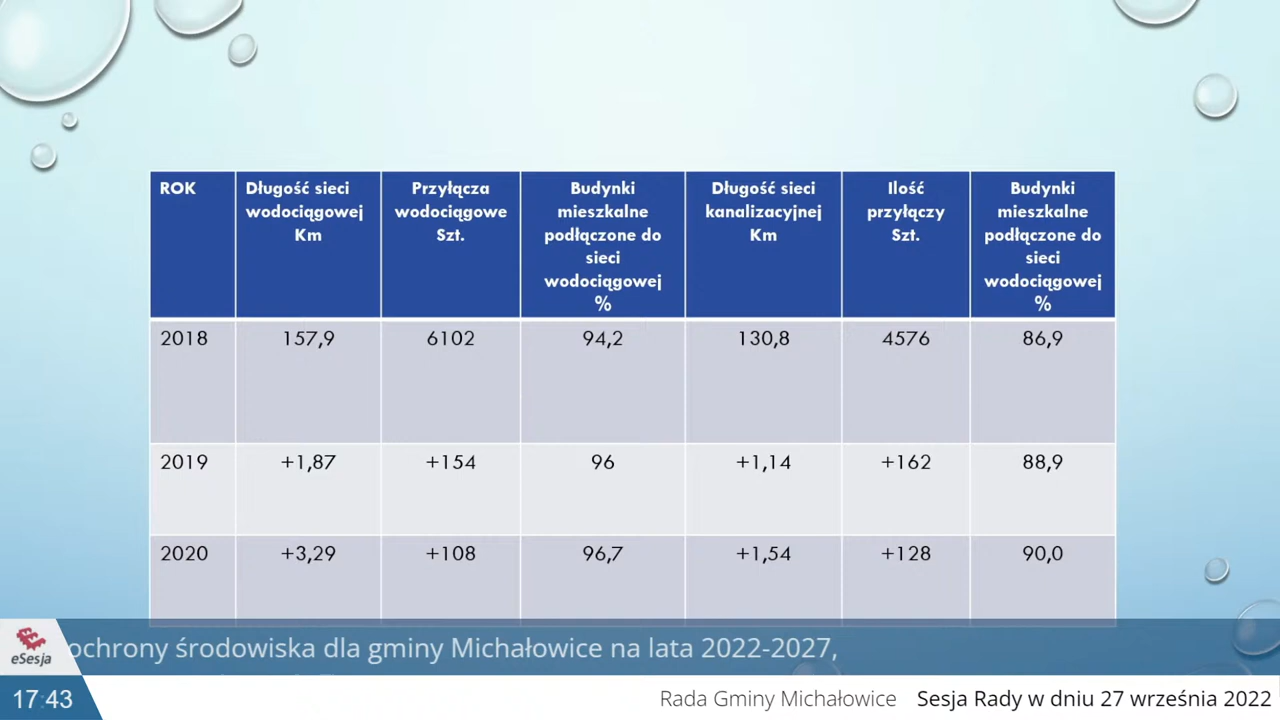 ROK
Długość sieci
wodociągowej
Km
Przyłącza
wodociągowe
Szt.
Budynki
mieszkalne
podłączone do
sieci
wodociągowej
%
Długość sieci
kanalizacyjnej
Km
Ilość
przyłączy
Szt.
Budynki
mieszkalne
podłączone do
sieci
wodociągowej
%
2018 157,9 6102 94,2 130,8 4576 86,9
2019 +1,87 +154 96 +1,14 +162 88,9
2020 +3,29 +108 96,7 +1,54 +128 90,0
ochrony środowiska dla gminy Michałowice na lata 2022-2027,
eSesja
17:43
Rada Gminy Michałowice Sesja Rady w dniu 27 września 2022